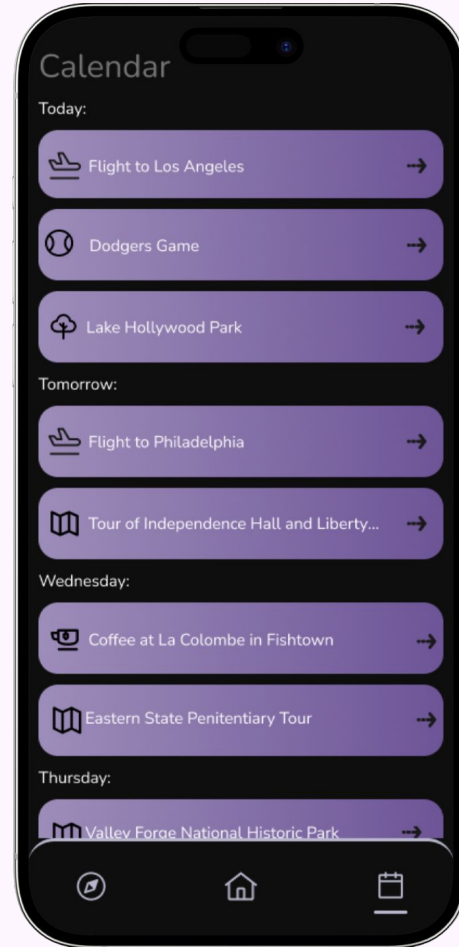 Calendar
Today:
Flight to Los Angeles
Dodgers Game
Lake Hollywood Park
Tomorrow:
Flight to Philadelphia
Tour of Independence Hall and Liberty...
Wednesday:
Coffee at La Colombe in Fishtown
Eastern State Penitentiary Tour
Thursday:
Valley Forge National Historic Park